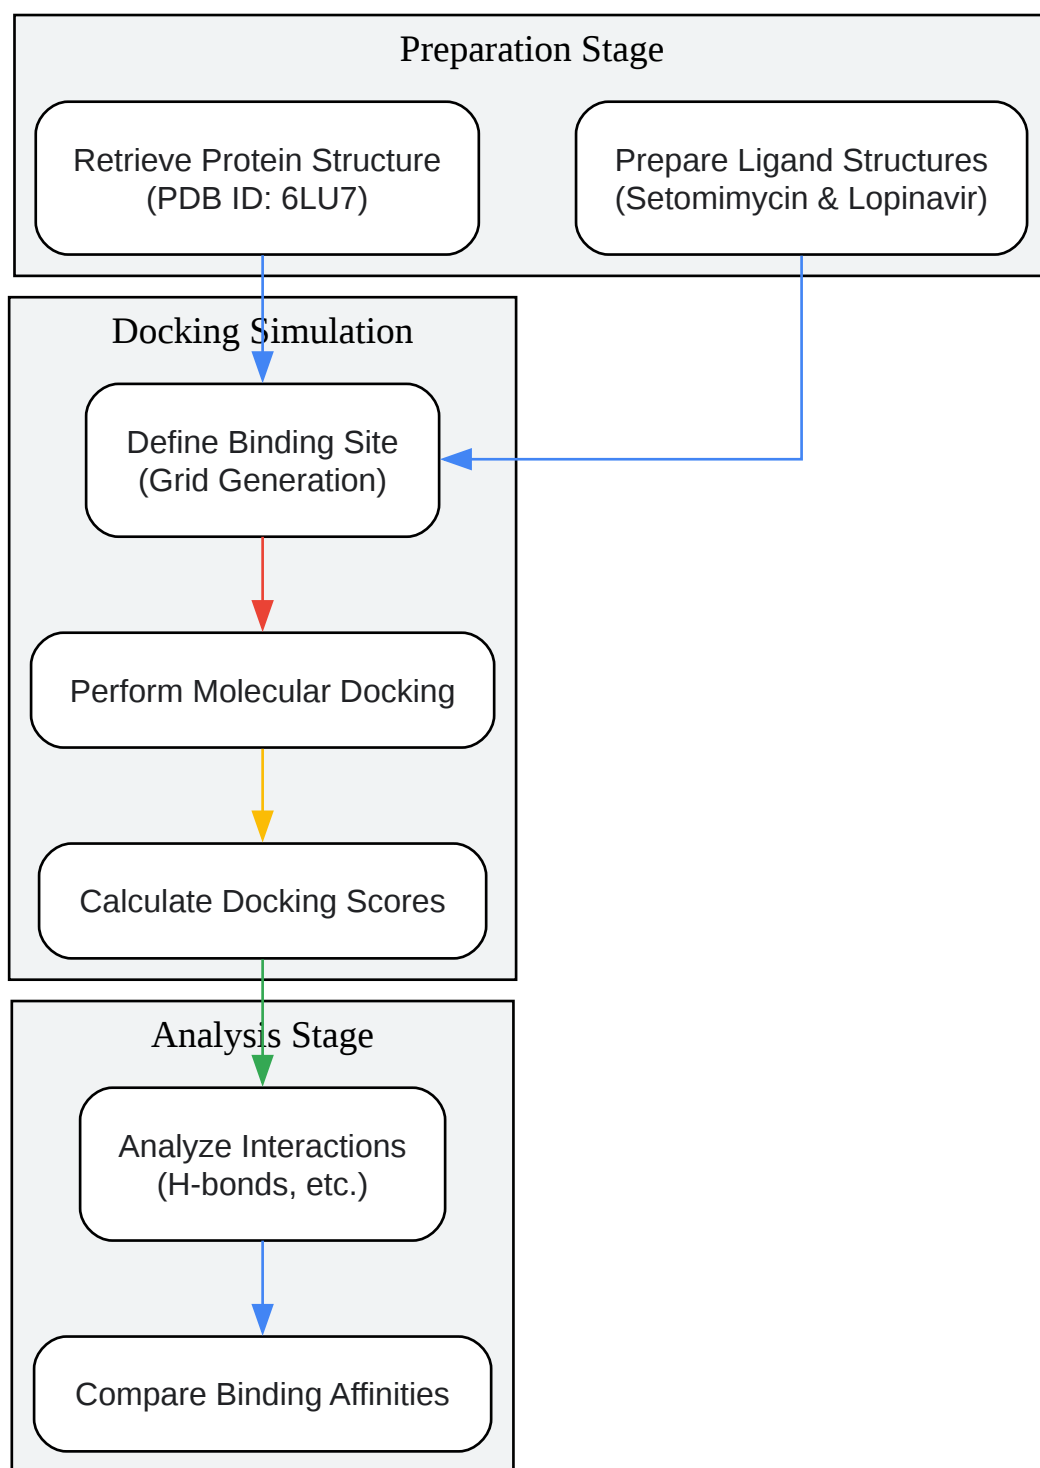 Preparation Stage
Retrieve Protein Structure
(PDB ID: 6LU7)
Prepare Ligand Structures
(Setomimycin & Lopinavir)
Docking Simulation
Define Binding Site
(Grid Generation)
Perform Molecular Docking
Calculate Docking Scores
Analysis Stage
Analyze Interactions
(H-bonds, etc.)
Compare Binding Affinities